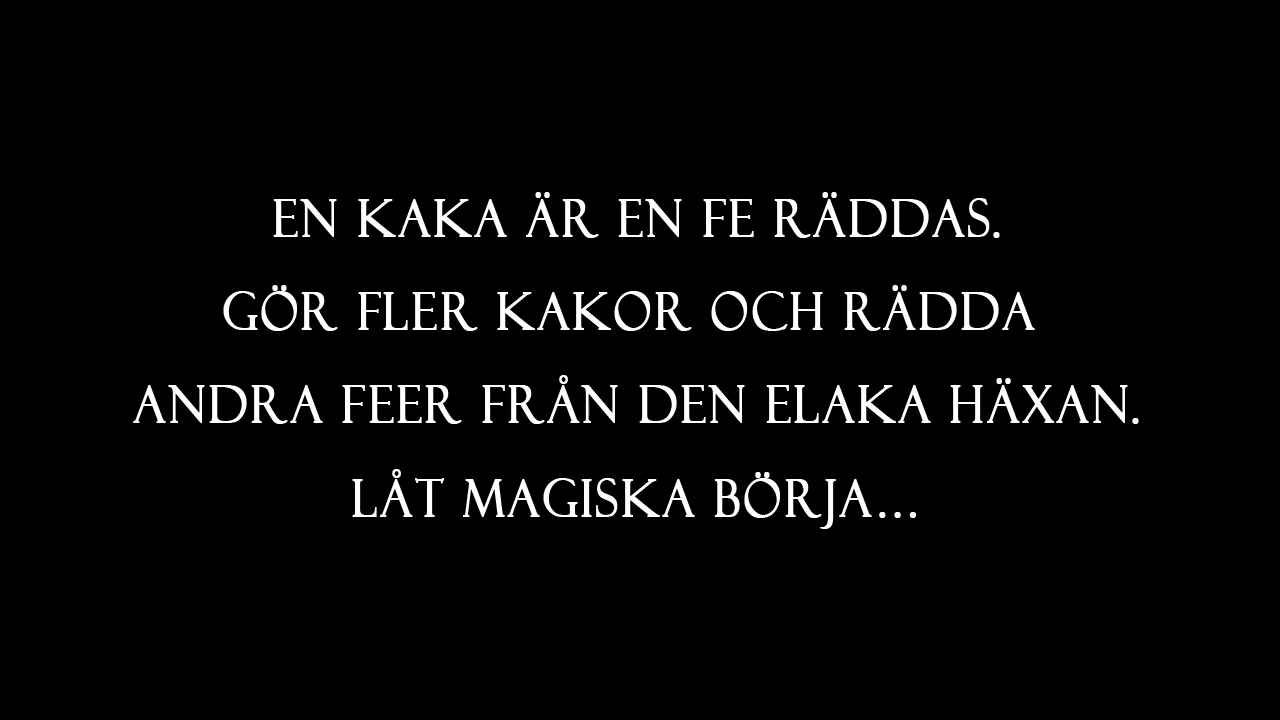 EN KAKA ÄR EN FE RÄDDAS.
GÖR FLER KAKOR OCH RÄDDA
ANDRA FEER FRÅN DEN ELAKA HÄXAN.
LÅT MAGISKA BÖRJA...